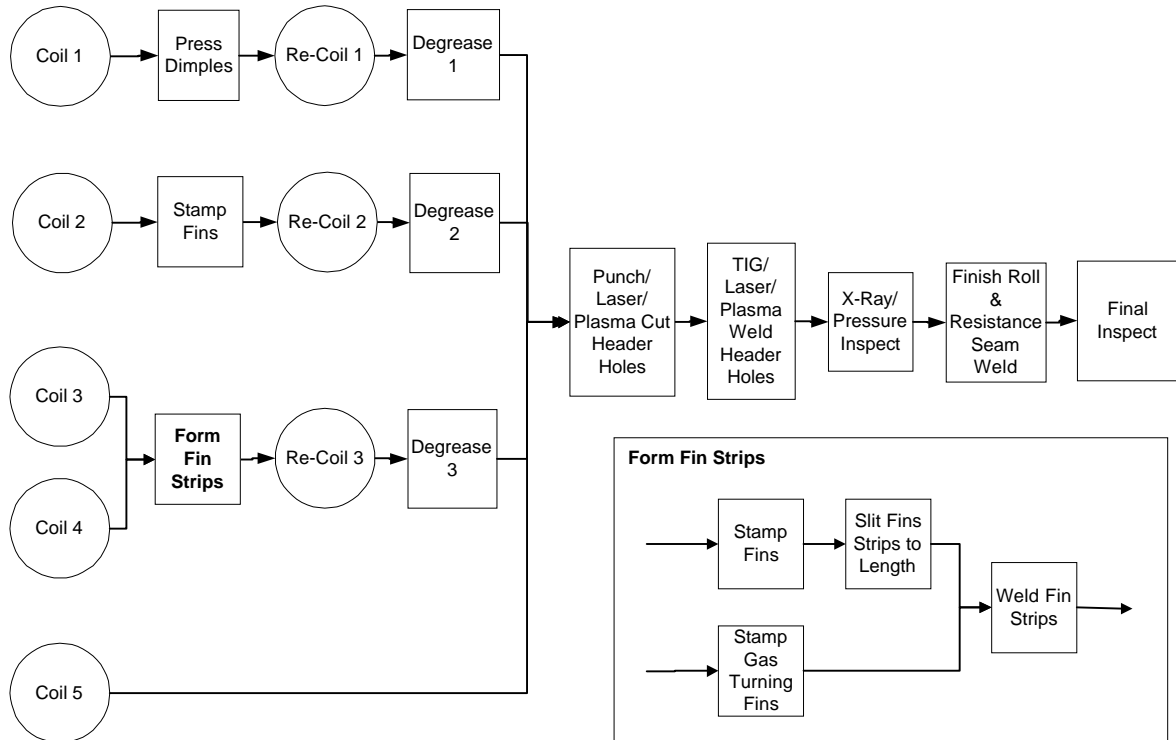 Coil 1
Press
Dimples
Re-Coil 1
Degrease
1
Coil 2
Stamp
Fins
Re-Coil 2
Degrease
2
Punch/
Laser/
Plasma Cut
Header
Holes
TIG/
Laser/
Plasma
Weld
Header
Holes
X-Ray/
Pressure
Inspect
Finish Roll
&
Resistance
Seam
Weld
Final
Inspect
Coil 3
Coil 4
Form
Fin
Strips
Re-Coil 3
Degrease
3
Coil 5
Form Fin Strips
Stamp
Fins
Slit Fins
Strips to
Length
Stamp
Gas
Turning
Fins
Weld Fin
Strips